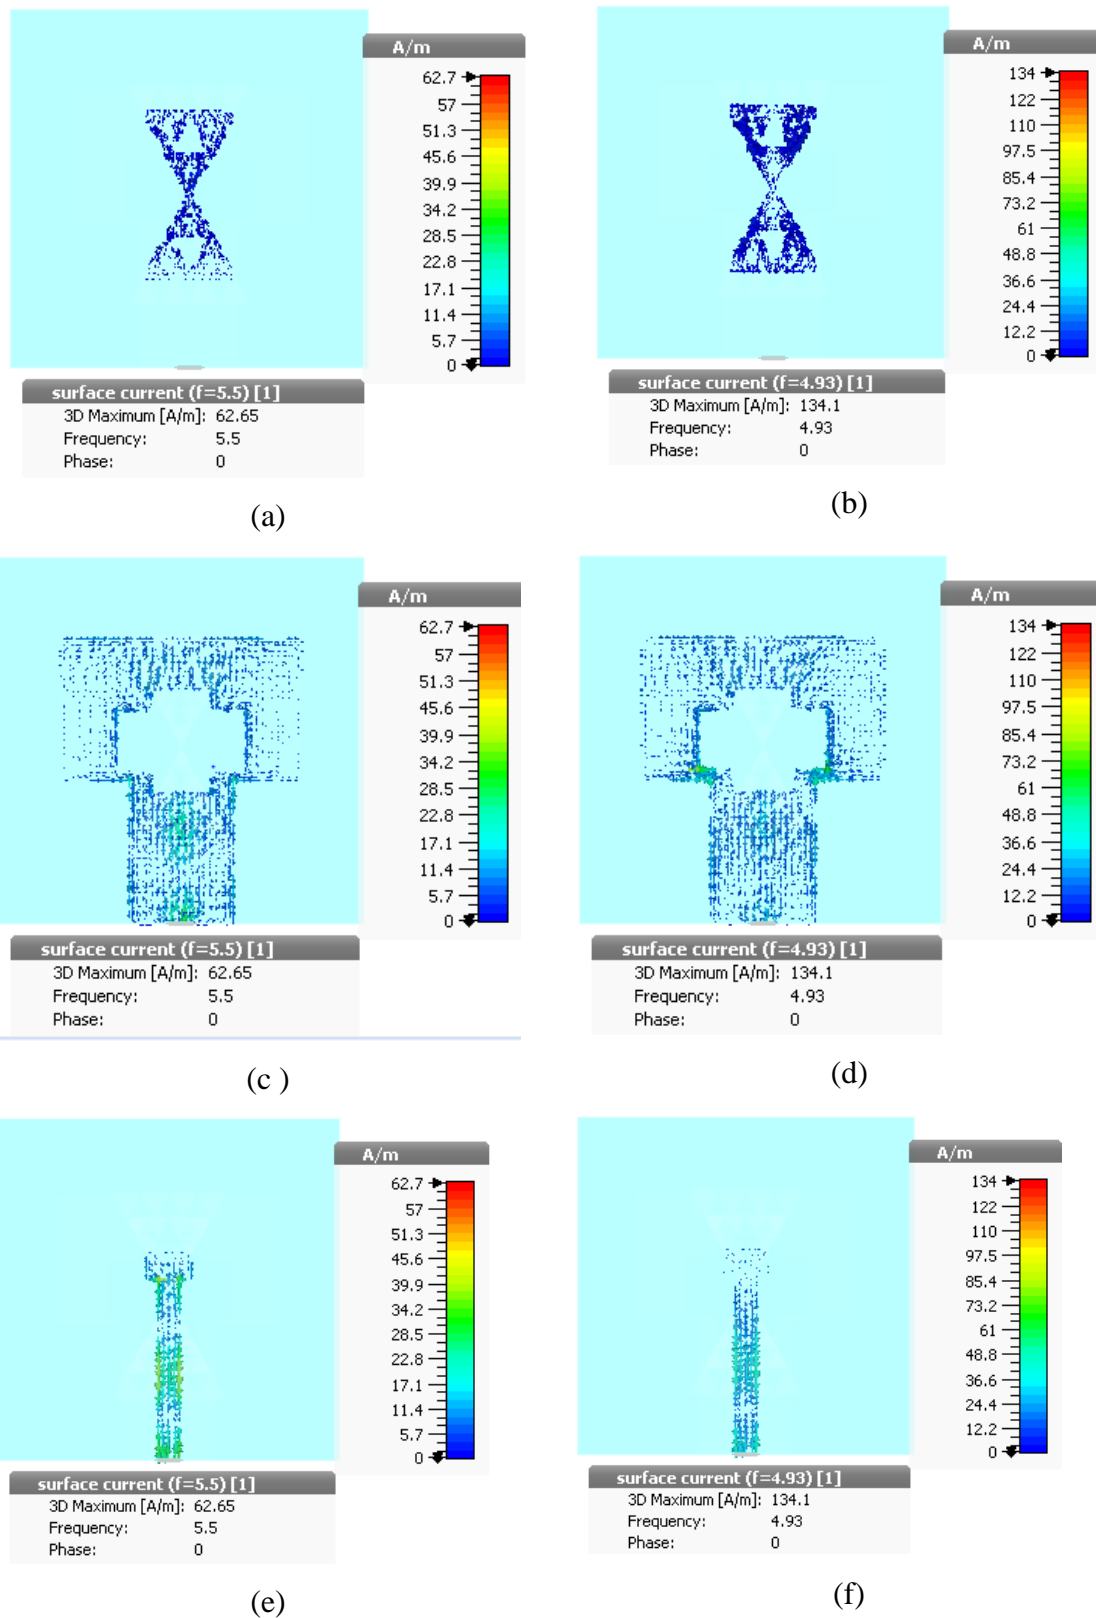 A/m
62.7
57
51.3
45.6
39.9
34.2
28.5
22.8
17.1
11.4
5.7
0
surface current (f=5.5) [1]
3D Maximum [A/m]: 62.65
Frequency: 5.5
Phase: 0
(a)
A/m
134
122
110
97.5
85.4
73.2
61
48.8
36.6
24.4
12.2
0
surface current (f=4.93) [1]
3D Maximum [A/m]: 134.1
Frequency: 4.93
Phase: 0
(b)
A/m
62.7
57
51.3
45.6
39.9
34.2
28.5
22.8
17.1
11.4
5.7
0
surface current (f=5.5) [1]
3D Maximum [A/m]: 62.65
Frequency: 5.5
Phase: 0
(c )
A/m
134
122
110
97.5
85.4
73.2
61
48.8
36.6
24.4
12.2
0
surface current (f=4.93) [1]
3D Maximum [A/m]: 134.1
Frequency: 4.93
Phase: 0
(d)
A/m
62.7
57
51.3
45.6
39.9
34.2
28.5
22.8
17.1
11.4
5.7
0
surface current (f=5.5) [1]
3D Maximum [A/m]: 62.65
Frequency: 5.5
Phase: 0
(e)
A/m
134
122
110
97.5
85.4
73.2
61
48.8
36.6
24.4
12.2
0
surface current (f=4.93) [1]
3D Maximum [A/m]: 134.1
Frequency: 4.93
Phase: 0
(f)